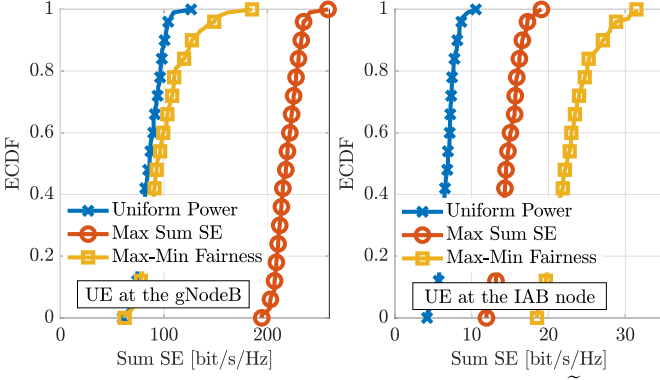 1
0.8
0.6
0.4
0.2
0
ECDF
Uniform Power
Max Sum SE
Max-Min Fairness
UE at the gNodeB
0 100 200
Sum SE [bit/s/Hz]
1
0.8
0.6
0.4
0.2
0
ECDF
Uniform Power
Max Sum SE
Max-Min Fairness
UE at the IAB node
0 10 20 30
Sum SE [bit/s/Hz]